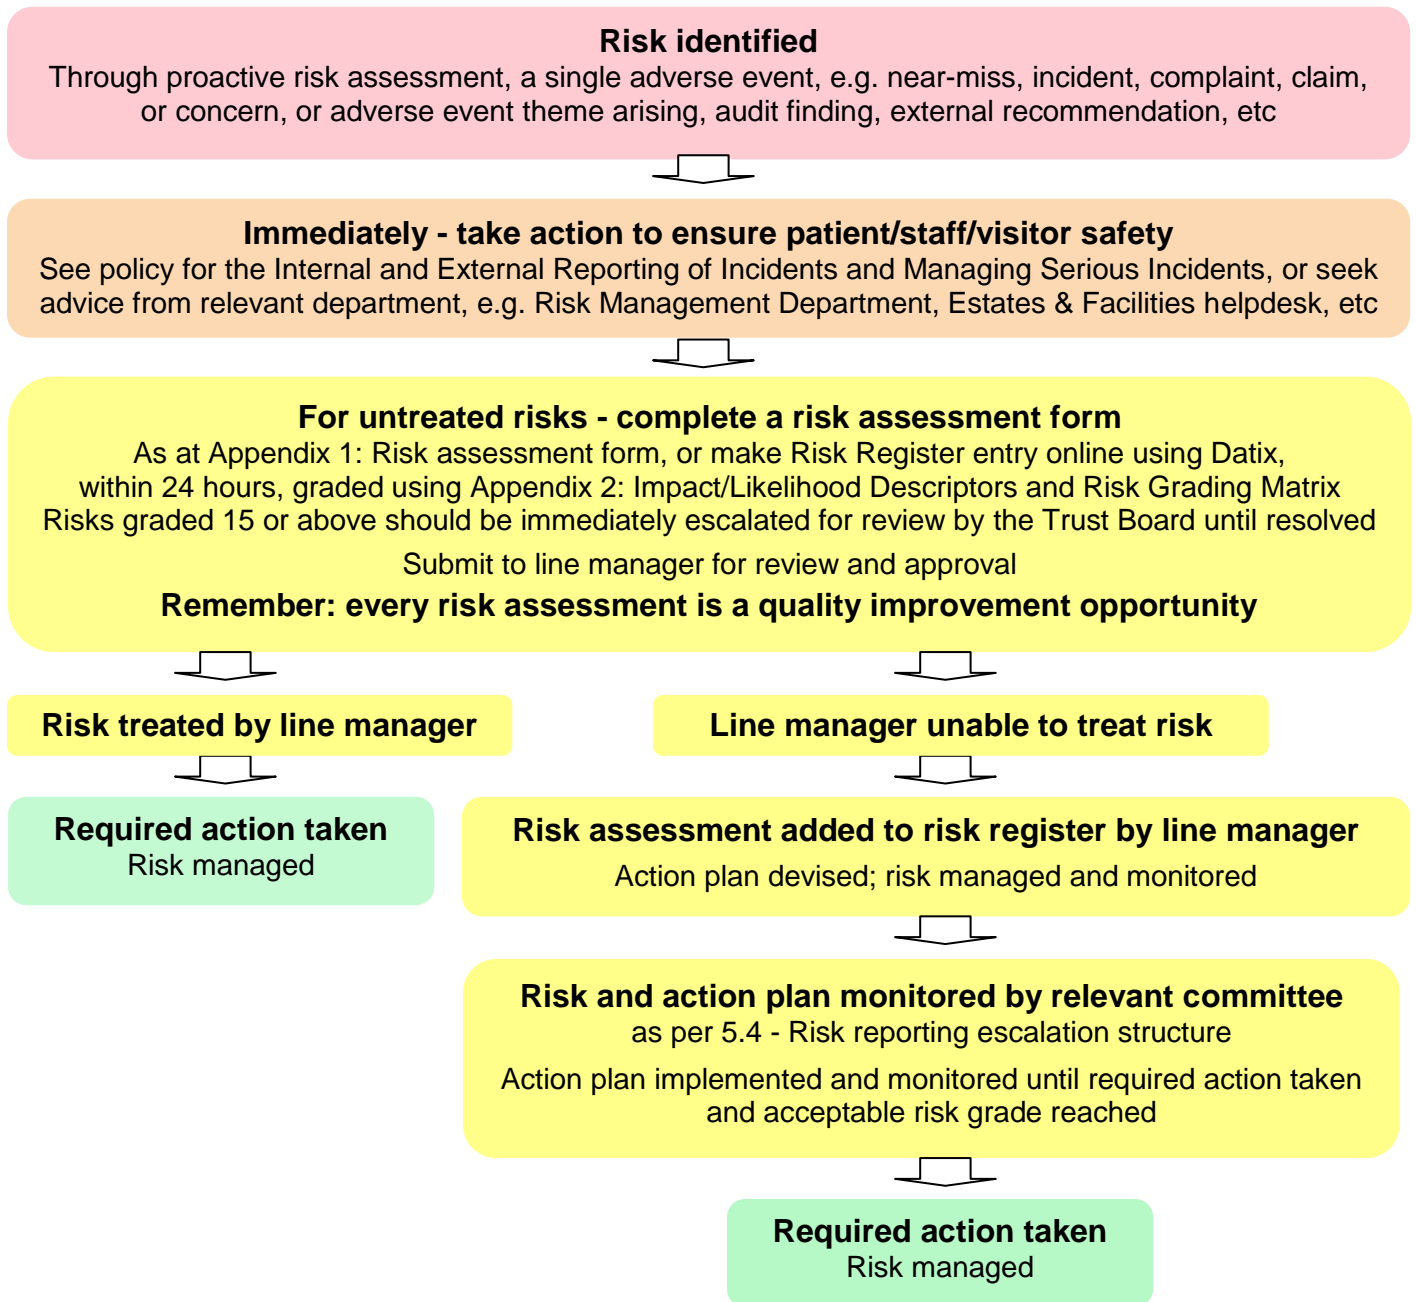 Risk identified
Through proactive risk assessment, a single adverse event, e.g. near-miss, incident, complaint, claim,
or concern, or adverse event theme arising, audit finding, external recommendation, etc
Immediately - take action to ensure patient/staff/visitor safety
See policy for the Internal and External Reporting of Incidents and Managing Serious Incidents, or seek
advice from relevant department, e.g. Risk Management Department, Estates & Facilities helpdesk, etc
For untreated risks - complete a risk assessment form
As at Appendix 1: Risk assessment form, or make Risk Register entry online using Datix,
within 24 hours, graded using Appendix 2: Impact/Likelihood Descriptors and Risk Grading Matrix
Risks graded 15 or above should be immediately escalated for review by the Trust Board until resolved
Submit to line manager for review and approval
Remember: every risk assessment is a quality improvement opportunity
Risk treated by line manager
Line manager unable to treat risk
Required action taken
Risk managed
Risk assessment added to risk register by line manager
Action plan devised; risk managed and monitored
Risk and action plan monitored by relevant committee
as per 5.4 - Risk reporting escalation structure
Action plan implemented and monitored until required action taken
and acceptable risk grade reached
Required action taken
Risk managed